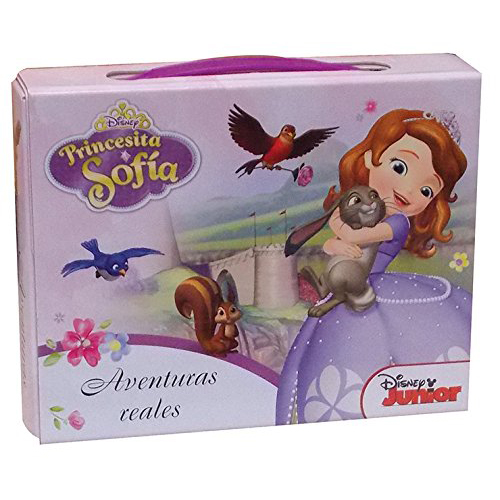 Disney
Princesita
Sofía
Aventuras
reales
Disney
Junior